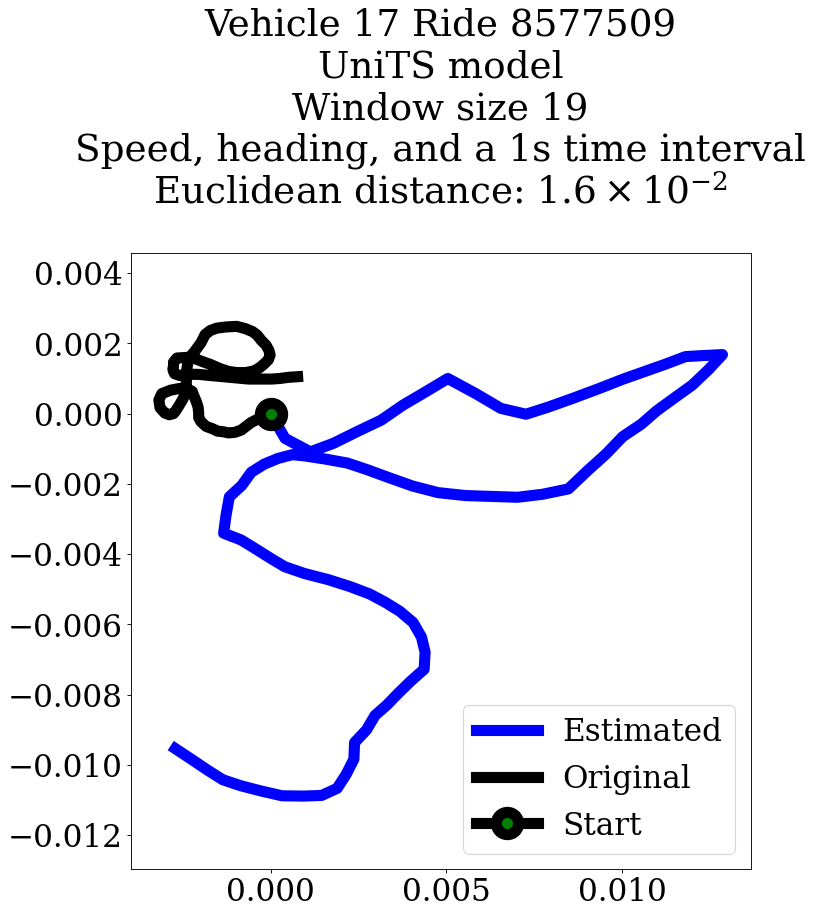 Vehicle 17 Ride 8577509
UniTS model
Window size 19
Speed, heading, and a 1s time interval
Euclidean distance: 1.6 × 10⁻²
0.004
0.002
0.000
−0.002
−0.004
−0.006
−0.008
−0.010
−0.012
0.000 0.005 0.010
Estimated
Original
Start